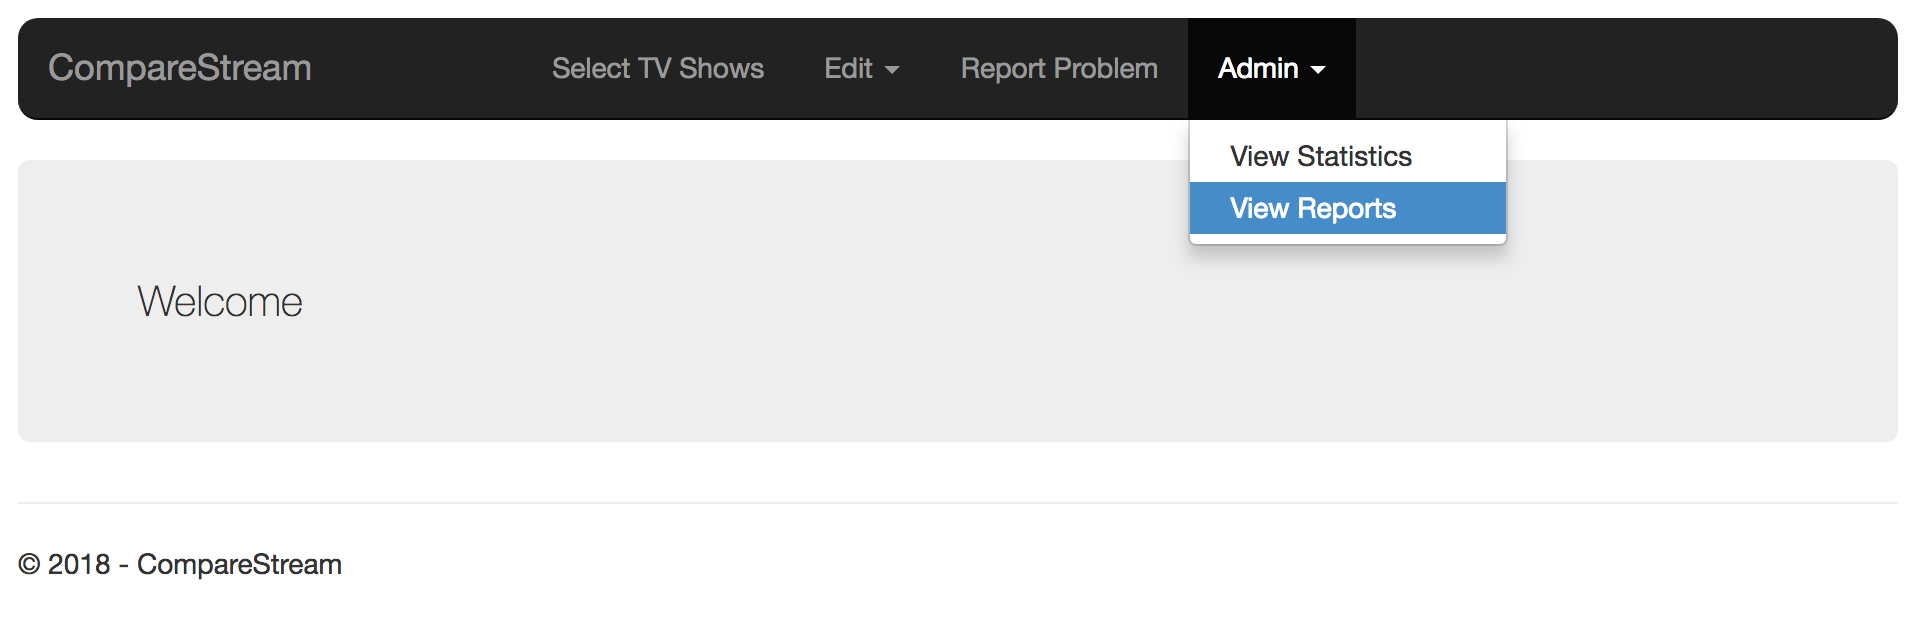 CompareStream Select TV Shows Edit Report Problem Admin
View Statistics
View Reports
Welcome
© 2018 - CompareStream